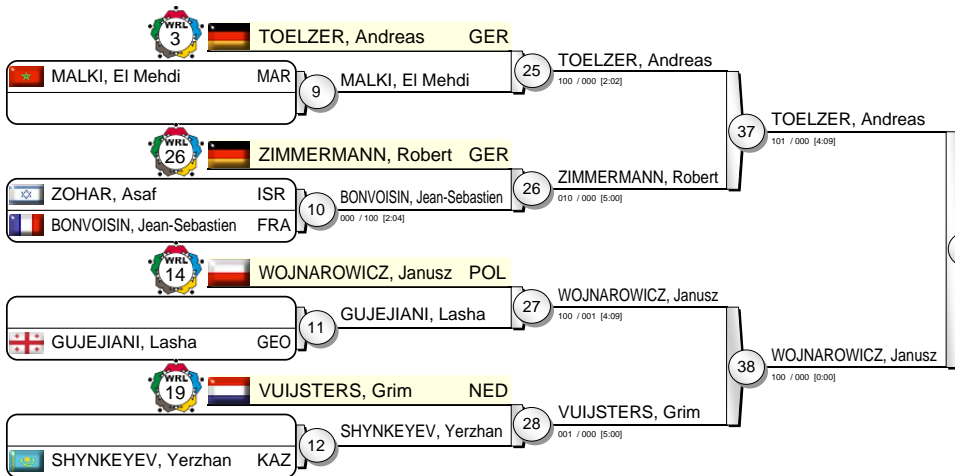 WRL 3 TOELZER, Andreas GER
MALKI, El Mehdi MAR
9 MALKI, El Mehdi
25 TOELZER, Andreas
100 / 000 [2:02]
WRL 26 ZIMMERMANN, Robert GER
ZOHAR, Asaf ISR
BONVOISIN, Jean-Sebastien FRA
10 BONVOISIN, Jean-Sebastien
000 / 100 [2:04]
26 ZIMMERMANN, Robert
010 / 000 [5:00]
37 TOELZER, Andreas
101 / 000 [4:09]
WRL 14 WOJNAROWICZ, Janusz POL
GUJEJIANI, Lasha GEO
11 GUJEJIANI, Lasha
27 WOJNAROWICZ, Janusz
100 / 001 [4:09]
WRL 19 VUIJSTERS, Grim NED
SHYNKEYEV, Yerzhan KAZ
12 SHYNKEYEV, Yerzhan
28 VUIJSTERS, Grim
001 / 000 [5:00]
38 WOJNAROWICZ, Janusz
100 / 000 [0:00]